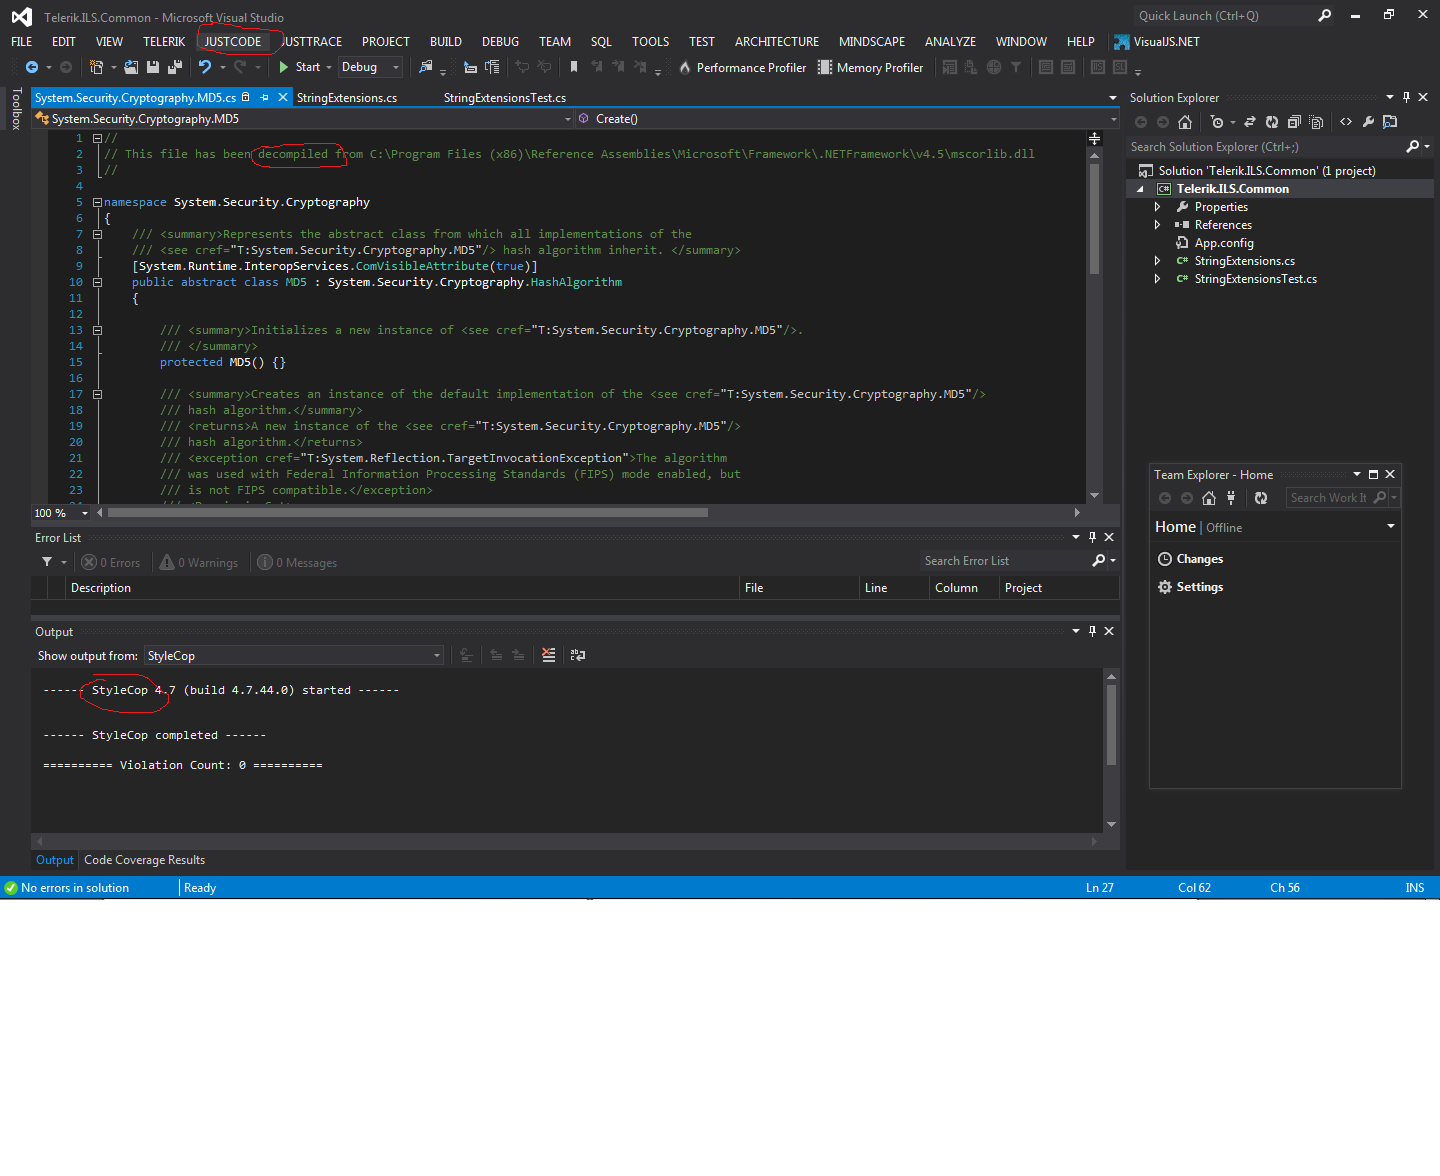 Telerik.ILS.Common - Microsoft Visual Studio
Quick Launch (Ctrl+Q)
FILE EDIT VIEW TELERIK JUSTCODE JUSTTRACE PROJECT BUILD DEBUG TEAM SQL TOOLS TEST ARCHITECTURE MINDSCAPE ANALYZE WINDOW HELP VisualJS.NET
Start Debug Performance Profiler Memory Profiler
Toolbox
System.Security.Cryptography.MD5.cs StringExtensions.cs StringExtensionsTest.cs
System.Security.Cryptography.MD5 Create()
1 //
2 // This file has been decompiled from C:\Program Files (x86)\Reference Assemblies\Microsoft\Framework\.NETFramework\v4.5\mscorlib.dll
3 //
4
5 namespace System.Security.Cryptography
6 {
7 /// <summary>Represents the abstract class from which all implementations of the
8 /// <see cref="T:System.Security.Cryptography.MD5"/> hash algorithm inherit. </summary>
9 [System.Runtime.InteropServices.ComVisibleAttribute(true)]
10 public abstract class MD5 : System.Security.Cryptography.HashAlgorithm
11 {
12
13 /// <summary>Initializes a new instance of <see cref="T:System.Security.Cryptography.MD5"/>.
14 /// </summary>
15 protected MD5() {}
16
17 /// <summary>Creates an instance of the default implementation of the <see cref="T:System.Security.Cryptography.MD5"/>
18 /// hash algorithm.</summary>
19 /// <returns>A new instance of the <see cref="T:System.Security.Cryptography.MD5"/>
20 /// hash algorithm.</returns>
21 /// <exception cref="T:System.Reflection.TargetInvocationException">The algorithm
22 /// was used with Federal Information Processing Standards (FIPS) mode enabled, but
23 /// is not FIPS compatible.</exception>
100 %
Error List
0 Errors 0 Warnings 0 Messages
Search Error List
Description File Line Column Project
Output
Show output from: StyleCop
------ StyleCop 4.7 (build 4.7.44.0) started ------
------ StyleCop completed ------
========== Violation Count: 0 ==========
Output Code Coverage Results
Solution Explorer
Search Solution Explorer (Ctrl+;)
Solution 'Telerik.ILS.Common' (1 project)
C# Telerik.ILS.Common
Properties
References
App.config
C# StringExtensions.cs
C# StringExtensionsTest.cs
Team Explorer - Home
Search Work It
Home | Offline
Changes
Settings
No errors in solution Ready Ln 27 Col 62 Ch 56 INS